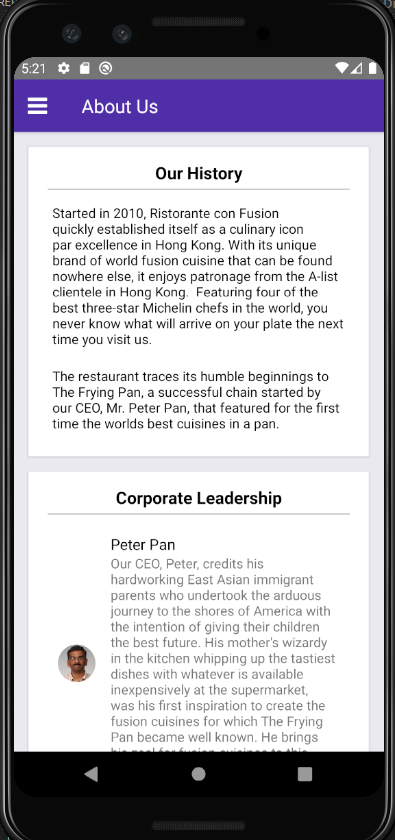 5:21
About Us
Our History
Started in 2010, Ristorante con Fusion
quickly established itself as a culinary icon
par excellence in Hong Kong. With its unique
brand of world fusion cuisine that can be found
nowhere else, it enjoys patronage from the A-list
clientele in Hong Kong.  Featuring four of the
best three-star Michelin chefs in the world, you
never know what will arrive on your plate the next
time you visit us.
The restaurant traces its humble beginnings to
The Frying Pan, a successful chain started by
our CEO, Mr. Peter Pan, that featured for the first
time the worlds best cuisines in a pan.
Corporate Leadership
Peter Pan
Our CEO, Peter, credits his
hardworking East Asian immigrant
parents who undertook the arduous
journey to the shores of America with
the intention of giving their children
the best future. His mother's wizardy
in the kitchen whipping up the tastiest
dishes with whatever is available
inexpensively at the supermarket,
was his first inspiration to create the
fusion cuisines for which The Frying
Pan became well known. He brings
his zeal for fusion cuisines to this